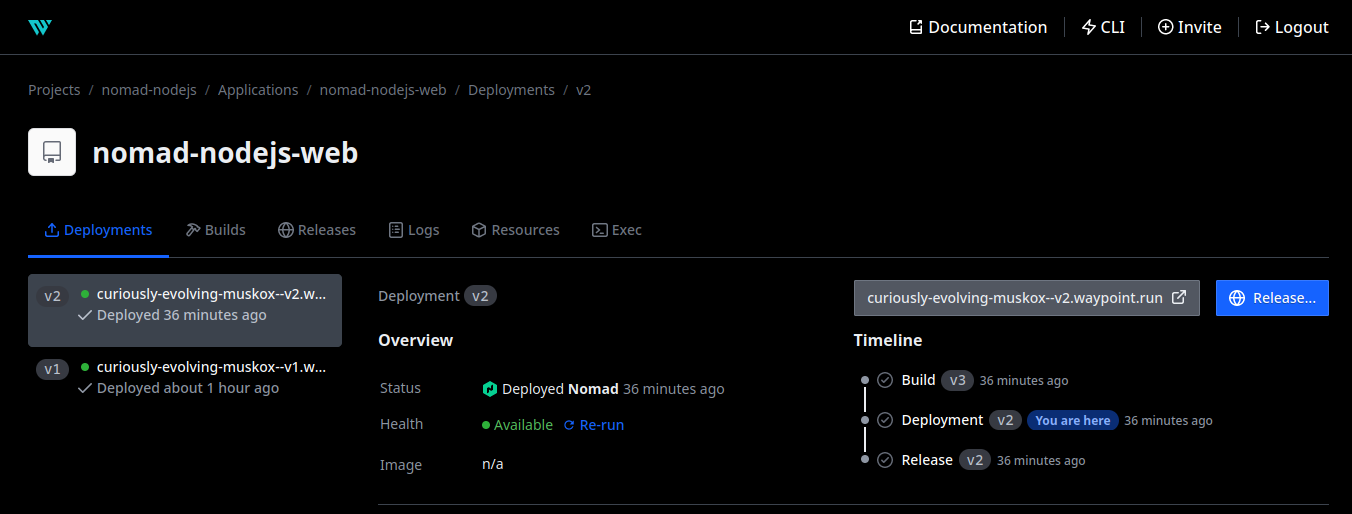 Documentation CLI Invite Logout
Projects / nomad-nodejs / Applications / nomad-nodejs-web / Deployments / v2
nomad-nodejs-web
Deployments Builds Releases Logs Resources Exec
v2 curiously-evolving-muskox--v2.w...
Deployed 36 minutes ago
v1 curiously-evolving-muskox--v1.w...
Deployed about 1 hour ago
Deployment v2
curiously-evolving-muskox--v2.waypoint.run Release...
Overview
Status Deployed Nomad 36 minutes ago
Health Available Re-run
Image n/a
Timeline
Build v3 36 minutes ago
Deployment v2 You are here 36 minutes ago
Release v2 36 minutes ago